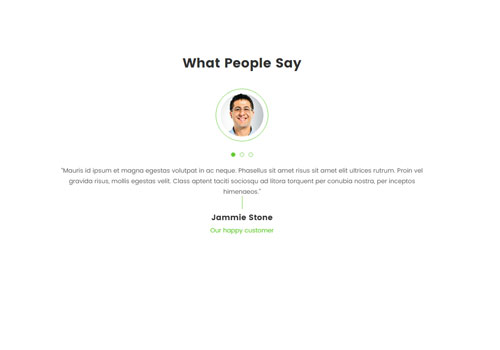 What People Say
"Mauris id ipsum et magna egestas volutpat in ac neque. Phasellus sit amet risus sit amet elit ultrices rutrum. Proin vel
gravida risus, mollis egestas velit. Class aptent taciti sociosqu ad litora torquent per conubia nostra, per inceptos
himenaeos."
Jammie Stone
Our happy customer